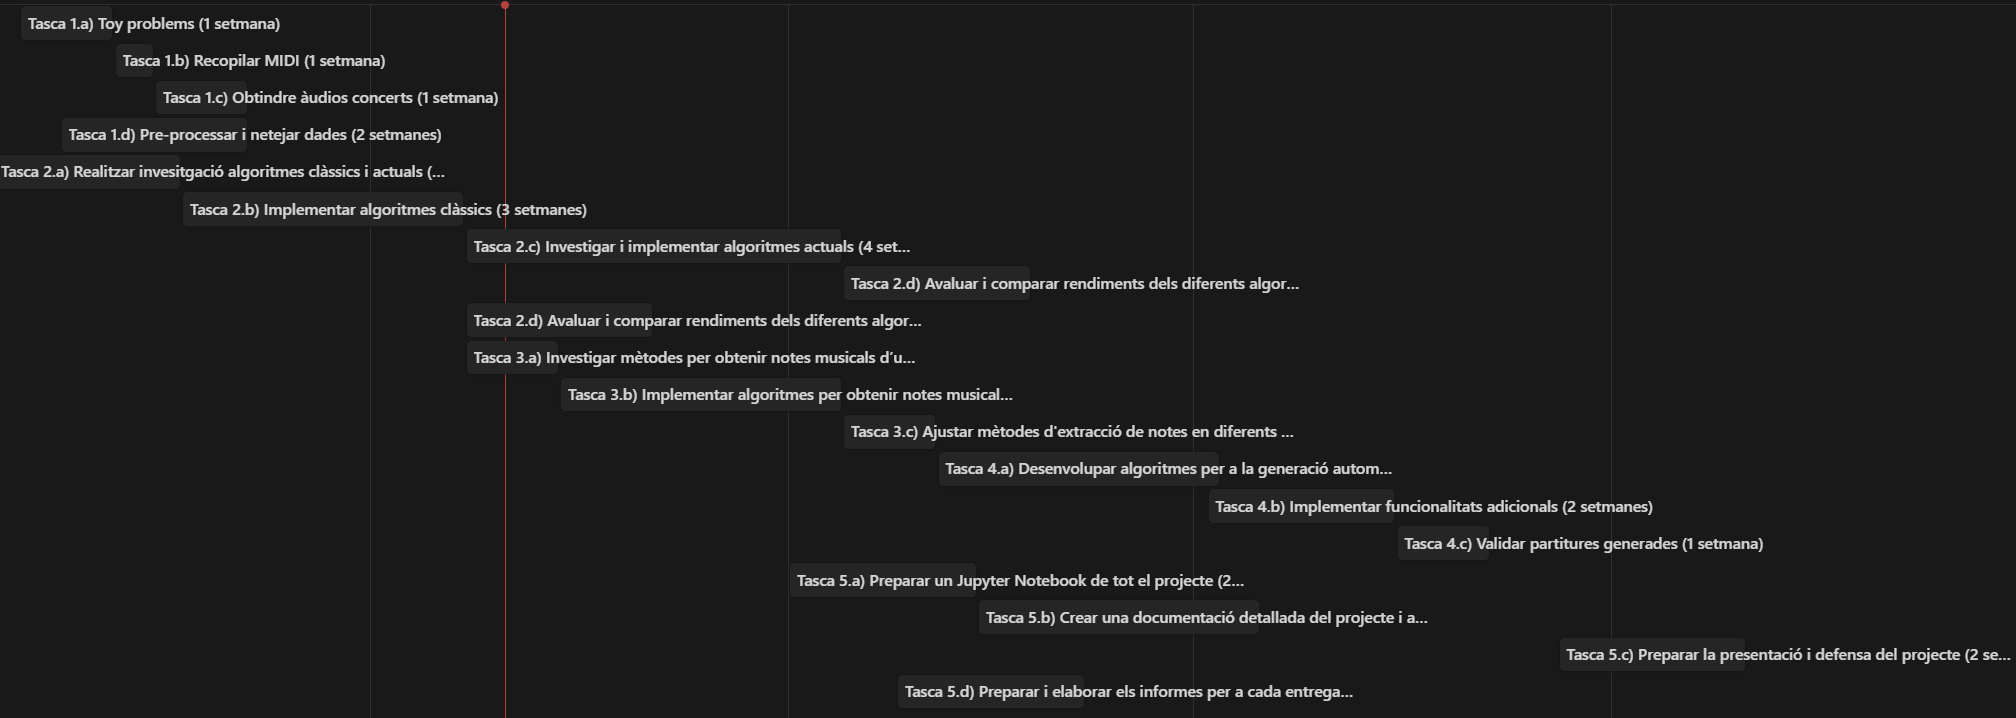 Tasca 1.a) Toy problems (1 setmana)
Tasca 1.b) Recopilar MIDI (1 setmana)
Tasca 1.c) Obtindre àudios concerts (1 setmana)
Tasca 1.d) Pre-processar i netejar dades (2 setmanes)
Tasca 2.a) Realitzar invesitgació algoritmes clàssics i actuals (...
Tasca 2.b) Implementar algoritmes clàssics (3 setmanes)
Tasca 2.c) Investigar i implementar algoritmes actuals (4 set...
Tasca 2.d) Avaluar i comparar rendiments dels diferents algor...
Tasca 2.d) Avaluar i comparar rendiments dels diferents algor...
Tasca 3.a) Investigar mètodes per obtenir notes musicals d’u...
Tasca 3.b) Implementar algoritmes per obtenir notes musical...
Tasca 3.c) Ajustar mètodes d'extracció de notes en diferents ...
Tasca 4.a) Desenvolupar algoritmes per a la generació autom...
Tasca 4.b) Implementar funcionalitats adicionals (2 setmanes)
Tasca 4.c) Validar partitures generades (1 setmana)
Tasca 5.a) Preparar un Jupyter Notebook de tot el projecte (2...
Tasca 5.b) Crear una documentació detallada del projecte i a...
Tasca 5.c) Preparar la presentació i defensa del projecte (2 se...
Tasca 5.d) Preparar i elaborar els informes per a cada entrega...